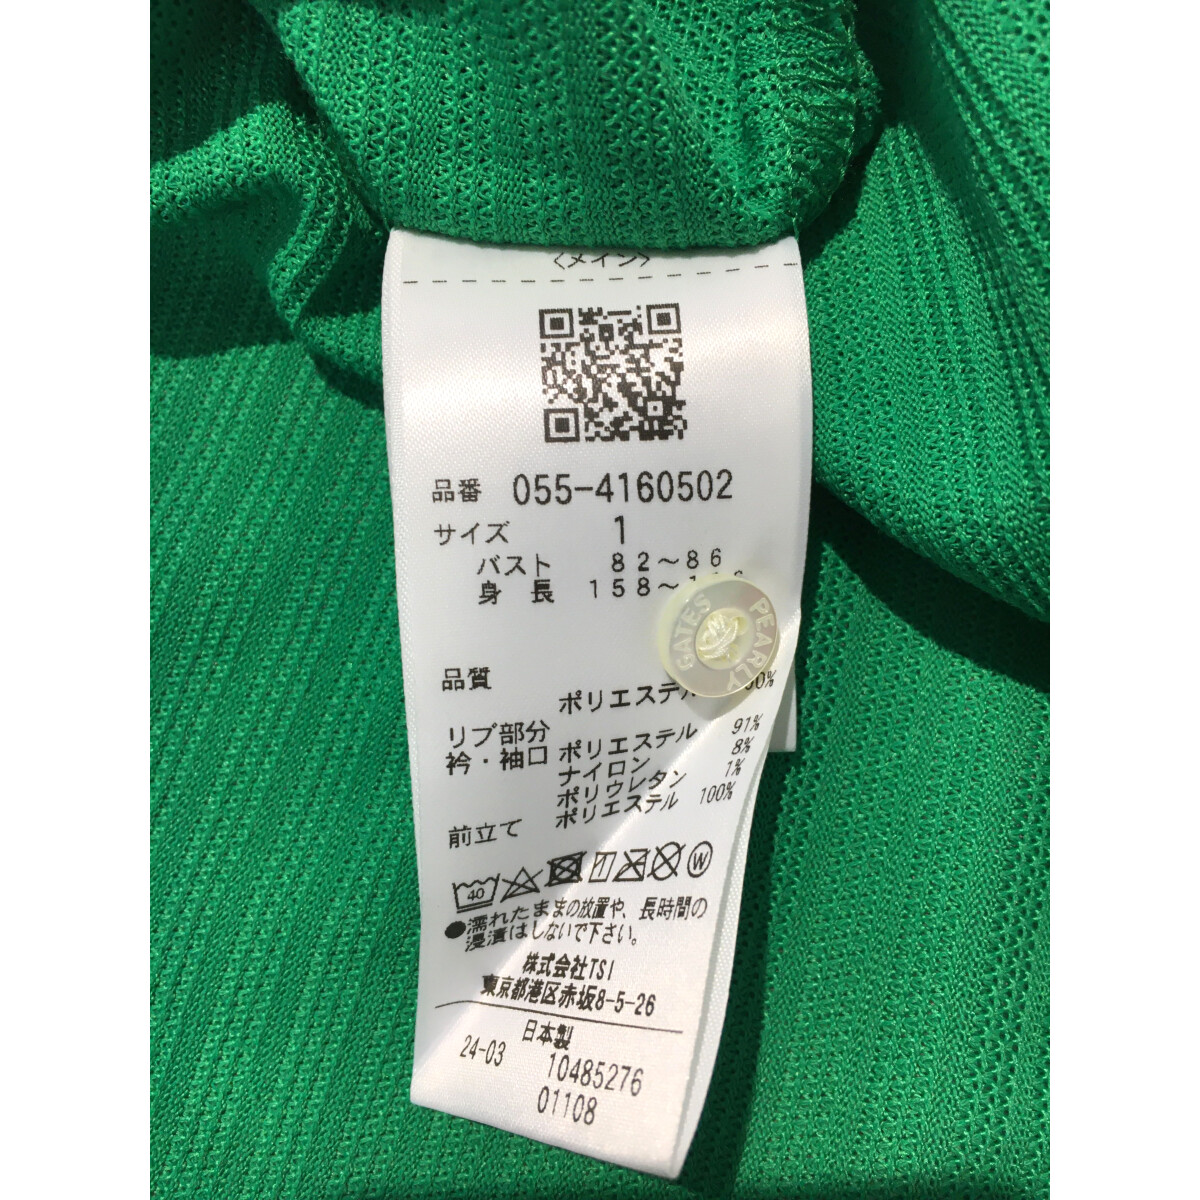 〈メイン〉
品番 055-4160502
サイズ 1
バスト 82～86
身長 158～
PEARLY GATES
品質
ポリエステル
リブ部分
衿・袖口 ポリエステル 91%
ナイロン 8%
ポリウレタン 1%
前立て ポリエステル 100%
40 W
●濡れたままの放置や、長時間の
浸漬はしないで下さい。
株式会社TSI
東京都港区赤坂8-5-26
日本製
24-03 10485276
01108